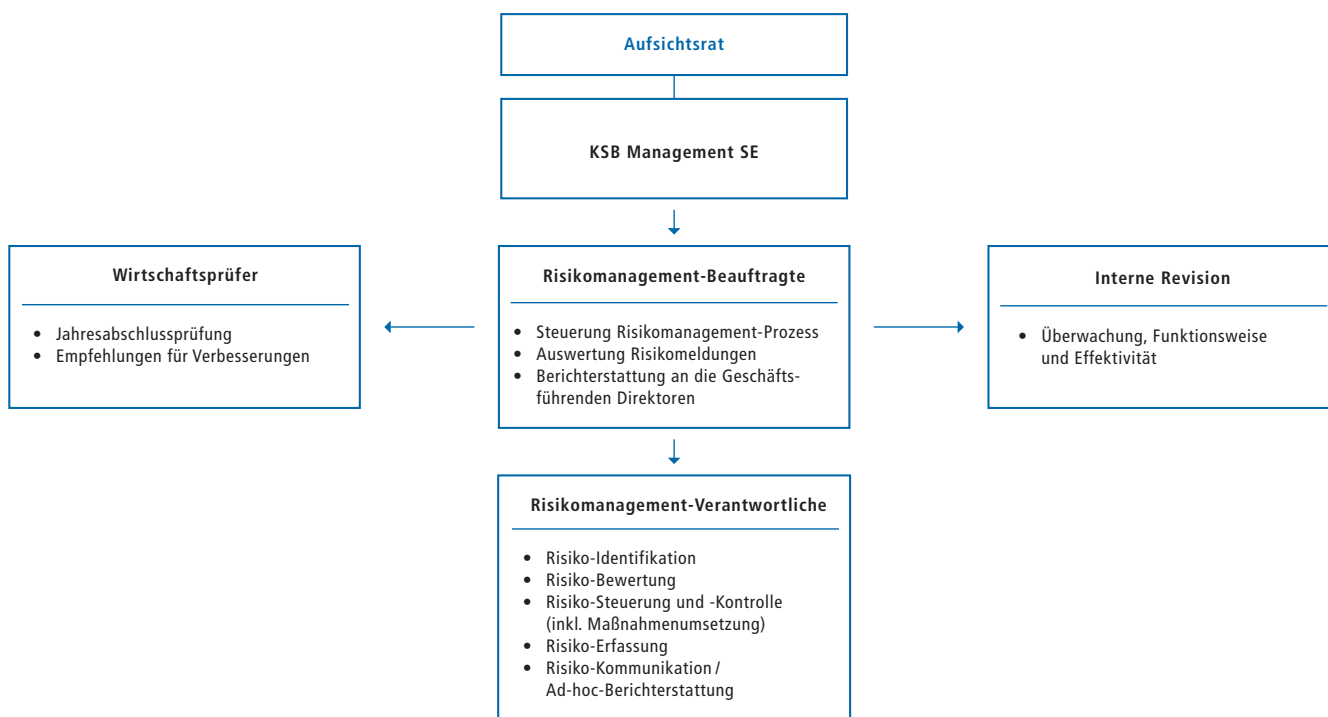 Aufsichtsrat
KSB Management SE
Wirtschaftsprüfer
• Jahresabschlussprüfung
• Empfehlungen für Verbesserungen
Risikomanagement-Beauftragte
• Steuerung Risikomanagement-Prozess
• Auswertung Risikomeldungen
• Berichterstattung an die Geschäfts-
führenden Direktoren
Interne Revision
• Überwachung, Funktionsweise
und Effektivität
Risikomanagement-Verantwortliche
• Risiko-Identifikation
• Risiko-Bewertung
• Risiko-Steuerung und -Kontrolle
(inkl. Maßnahmenumsetzung)
• Risiko-Erfassung
• Risiko-Kommunikation /
Ad-hoc-Berichterstattung